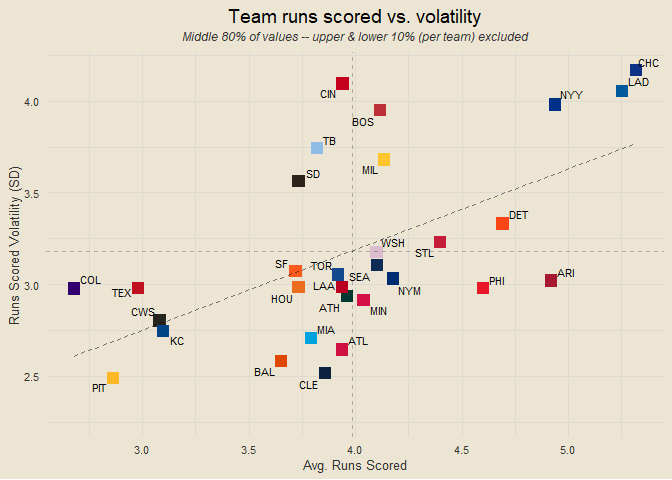 Team runs scored vs. volatility
Middle 80% of values -- upper & lower 10% (per team) excluded
CHC
LAD
NYY
CIN
BOS
TB
MIL
SD
DET
WSH
STL
SF
TOR
SEA
ARI
PHI
COL
TEX
HOU
LAA
NYM
ATH
MIN
CWS
KC
MIA
ATL
BAL
CLE
PIT
4.0
3.5
3.0
2.5
Runs Scored Volatility (SD)
3.0
3.5
4.0
4.5
5.0
Avg. Runs Scored